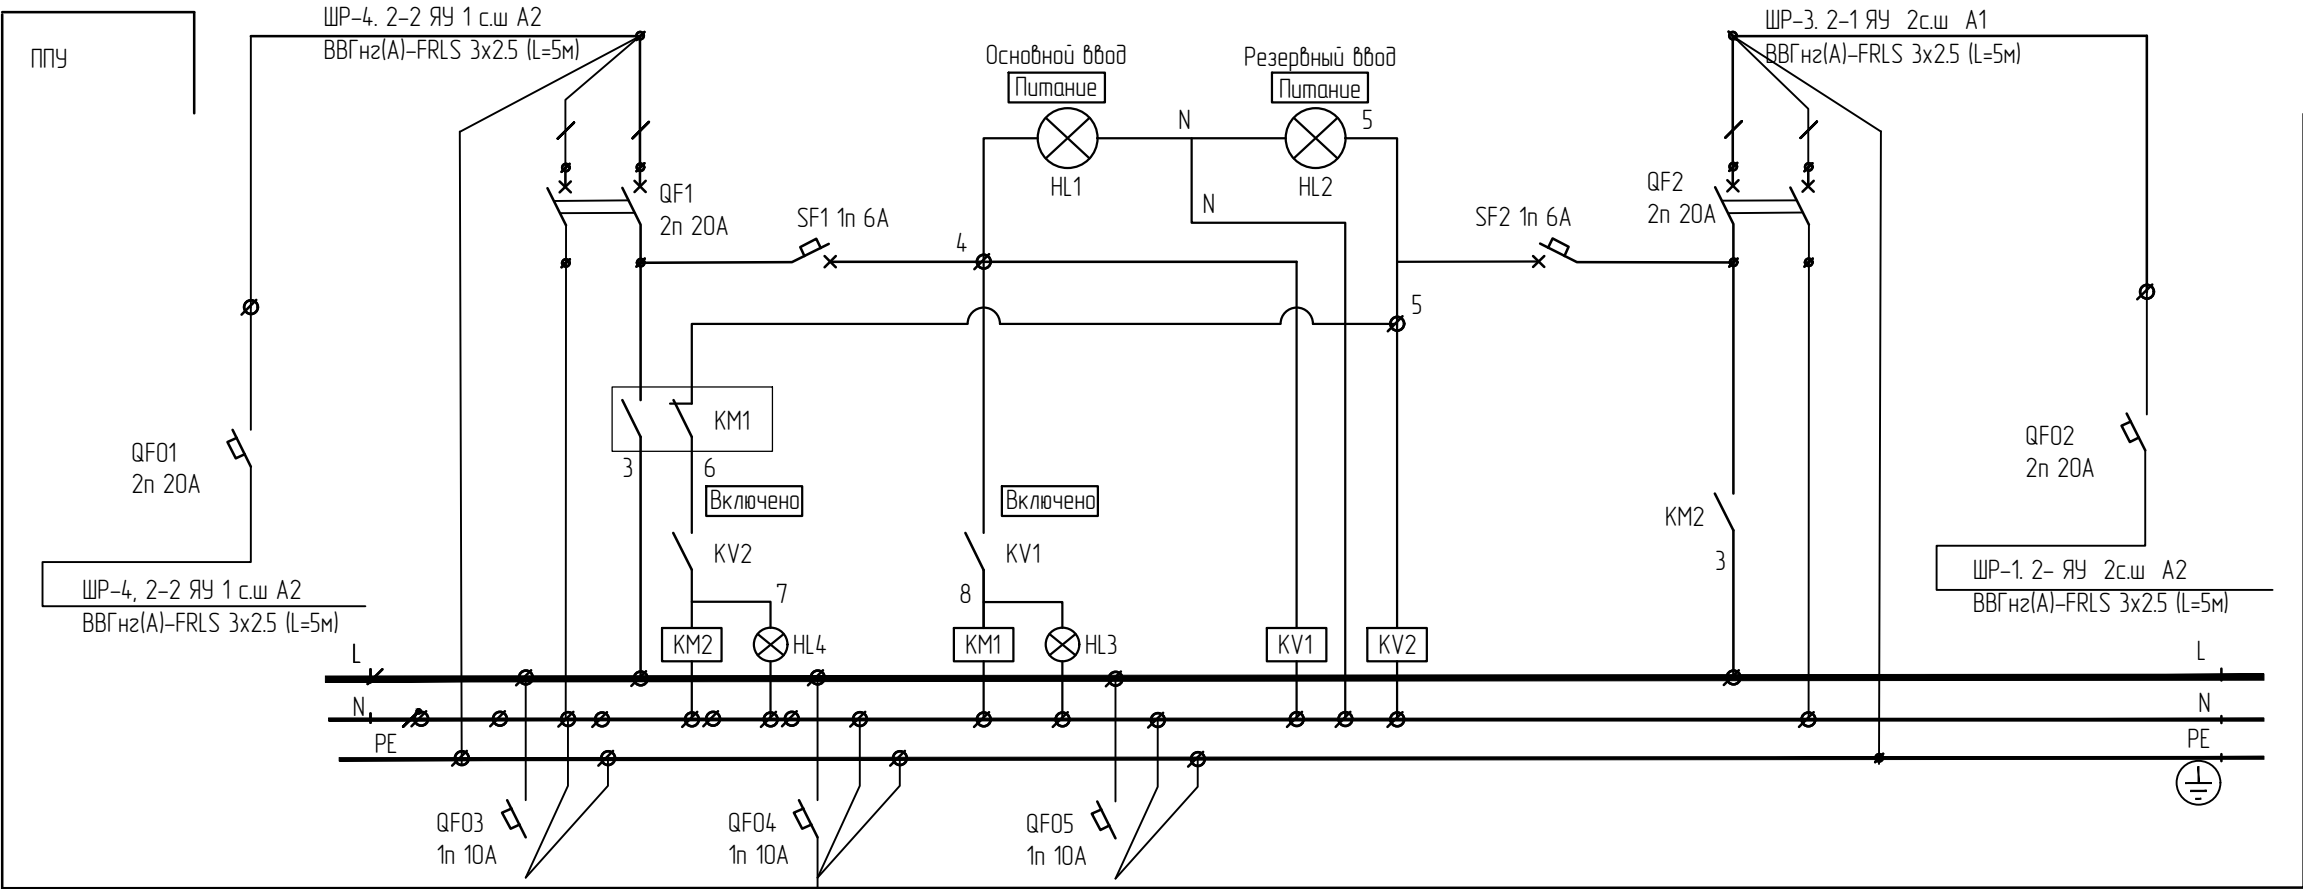 ППУ
ШР-4. 2-2 ЯУ 1 с.ш А2
ВВГнг(А)-FRLS 3х2.5 (L=5м)
Основной ввод
Питание
HL1
N
Резервный ввод
Питание
5
HL2
N
ШР-3. 2-1 ЯУ 2с.ш А1
ВВГнг(А)-FRLS 3х2.5 (L=5м)
QF1
2п 20А
SF1 1п 6А
4
SF2 1п 6А
QF2
2п 20А
5
KM1
3
6
QF01
2п 20А
QF02
2п 20А
Включено
KV2
7
Включено
KV1
8
KM2
3
ШР-4, 2-2 ЯУ 1 с.ш А2
ВВГнг(А)-FRLS 3х2.5 (L=5м)
ШР-1. 2- ЯУ 2с.ш А2
ВВГнг(А)-FRLS 3х2.5 (L=5м)
KM2
HL4
KM1
HL3
KV1
KV2
L
L
N
N
PE
PE
QF03
1п 10А
QF04
1п 10А
QF05
1п 10А